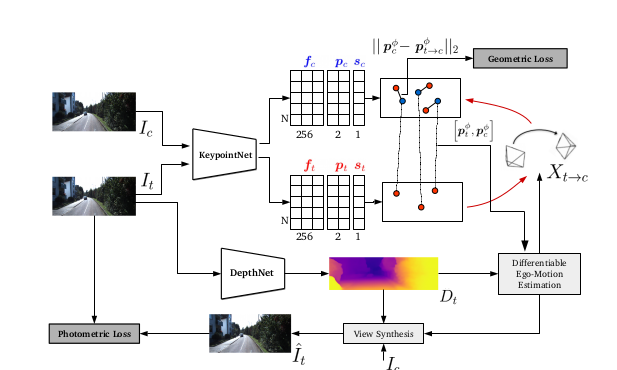 || p_c^ϕ − p_{t→c}^ϕ ||_2
Geometric Loss
f_c p_c s_c
I_c
N
256 2 1
[p_t^ϕ, p_c^ϕ]
KeypointNet
I_t
f_t p_t s_t
X_{t→c}
N
256 2 1
DepthNet
Differentiable
Ego-Motion
Estimation
D_t
Photometric Loss
View Synthesis
Î_t
I_c